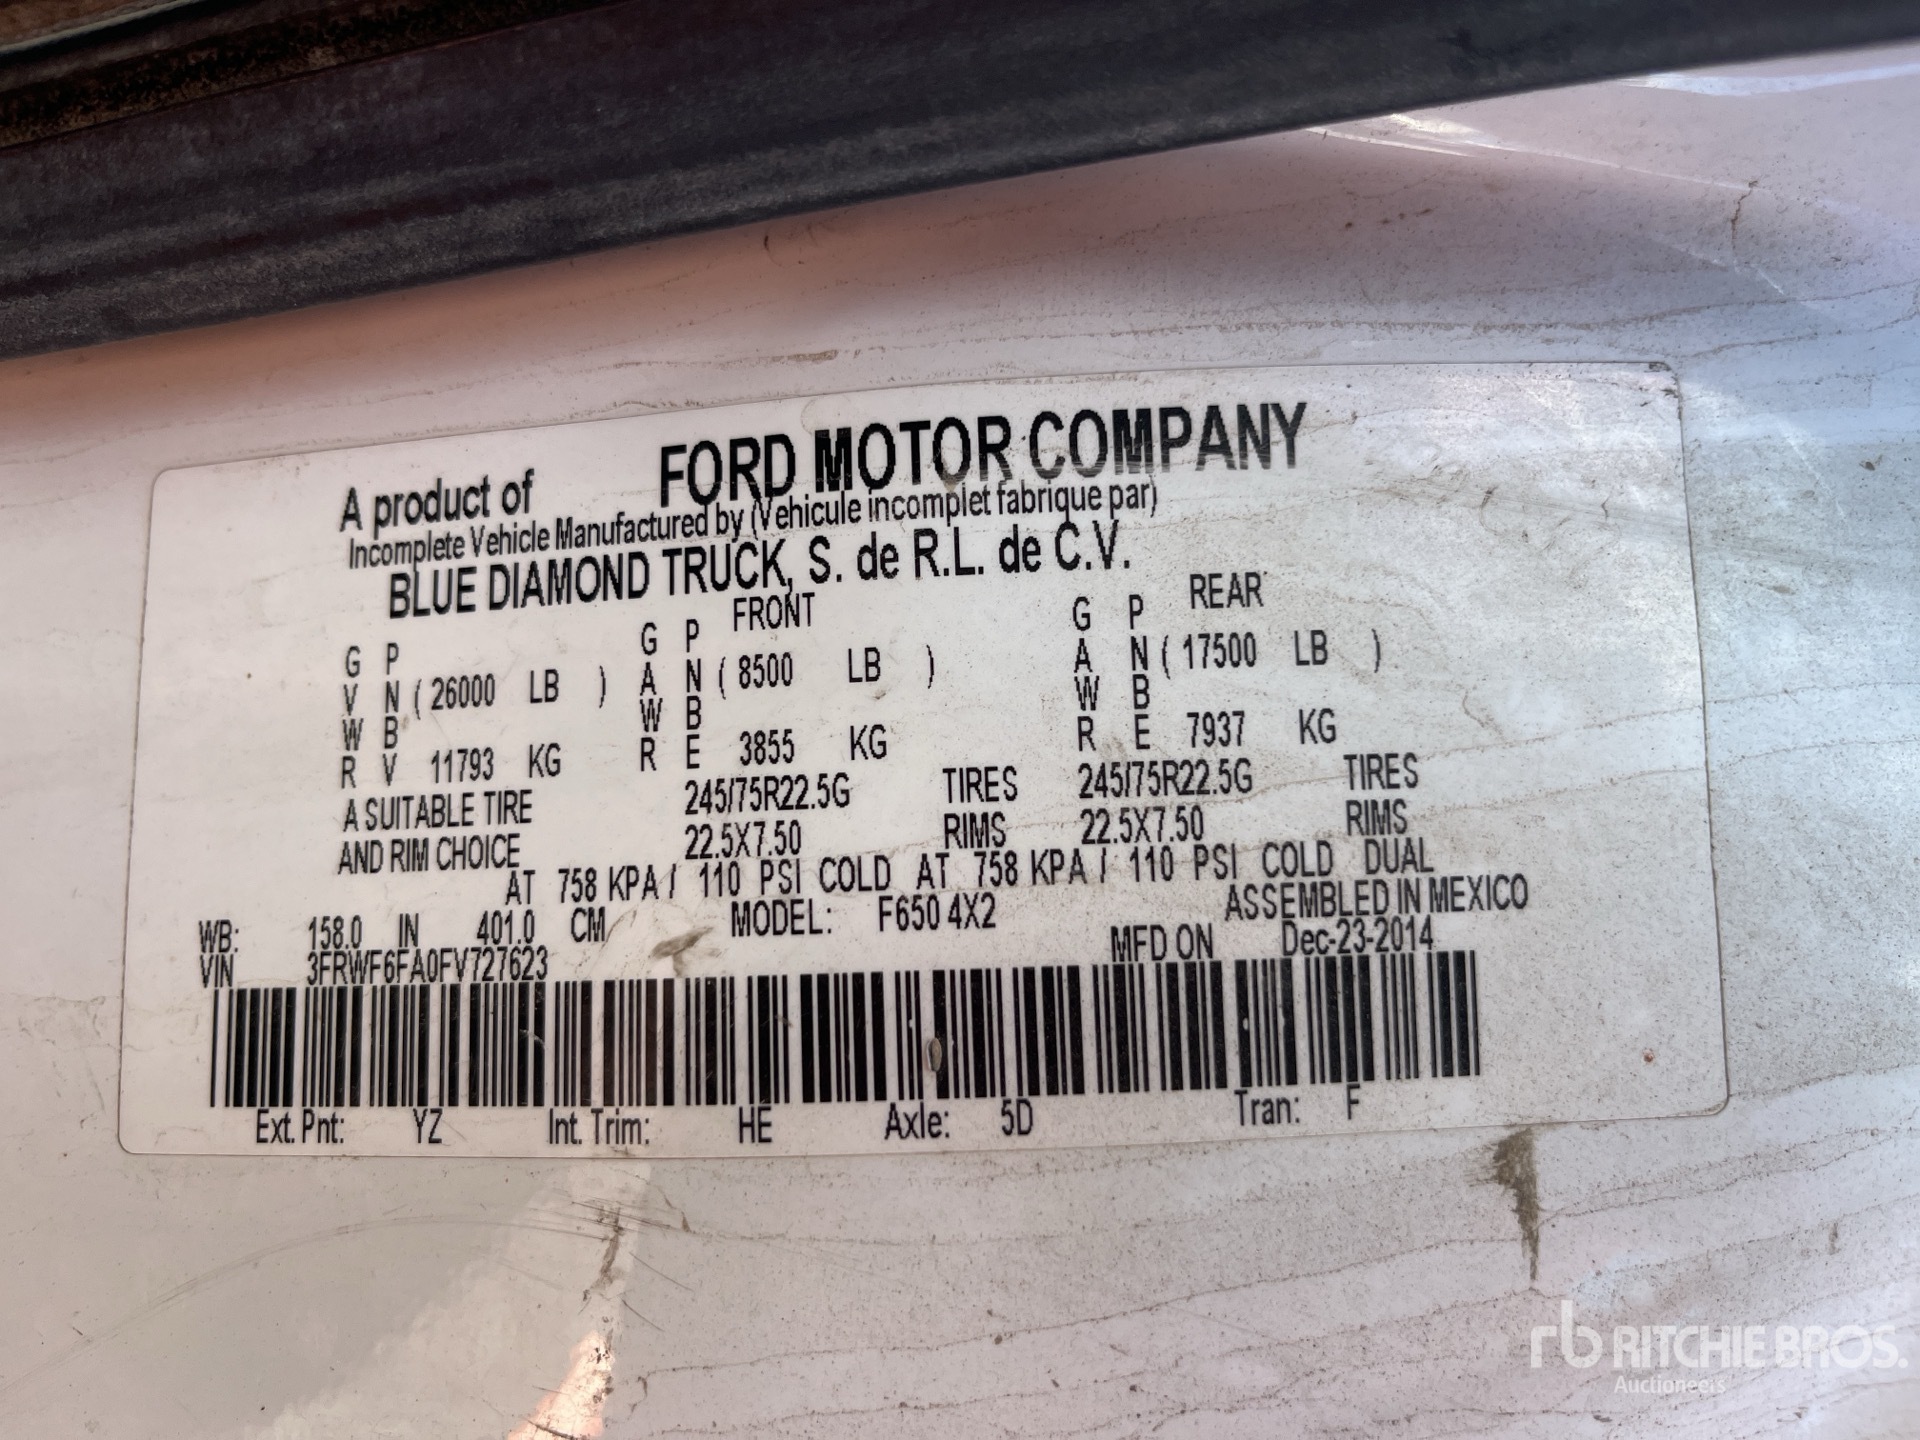 A product of FORD MOTOR COMPANY
Incomplete Vehicle Manufactured by (Vehicule incomplet fabrique par)
BLUE DIAMOND TRUCK, S. de R.L. de C.V.
FRONT REAR
G P G P G P
V N ( 26000 LB ) A N ( 8500 LB ) A N ( 17500 LB )
W B W B W B
R V 11793 KG R E 3855 KG R E 7937 KG
A SUITABLE TIRE 245/75R22.5G TIRES 245/75R22.5G TIRES
AND RIM CHOICE 22.5X7.50 RIMS 22.5X7.50 RIMS
AT 758 KPA / 110 PSI COLD AT 758 KPA / 110 PSI COLD DUAL
WB: 158.0 IN 401.0 CM MODEL: F650 4X2 ASSEMBLED IN MEXICO
VIN 3FRWF6FA0FV727623 MFD ON Dec-23-2014
Ext. Pnt: YZ Int. Trim: HE Axle: 5D Tran: F
rb RITCHIE BROS.
Auctioneers